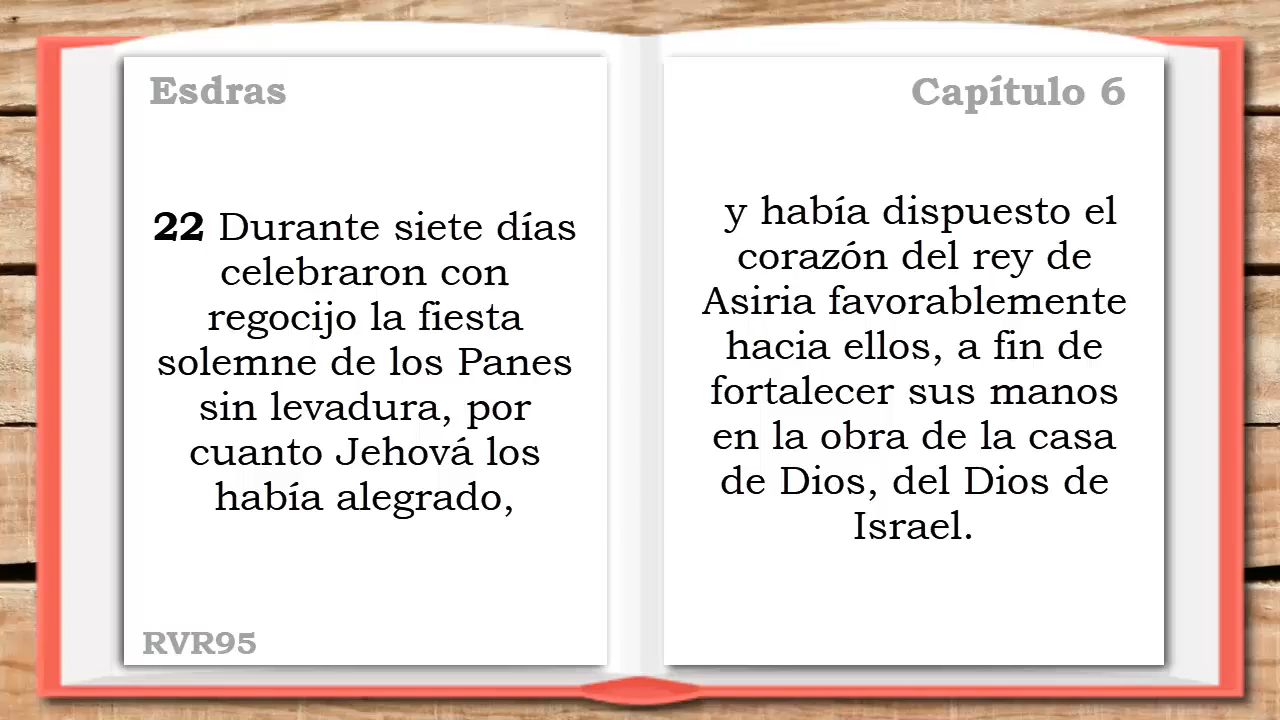 Esdras
22 Durante siete días
celebraron con
regocijo la fiesta
solemne de los Panes
sin levadura, por
cuanto Jehová los
había alegrado,
RVR95
Capítulo 6
y había dispuesto el
corazón del rey de
Asiria favorablemente
hacia ellos, a fin de
fortalecer sus manos
en la obra de la casa
de Dios, del Dios de
Israel.